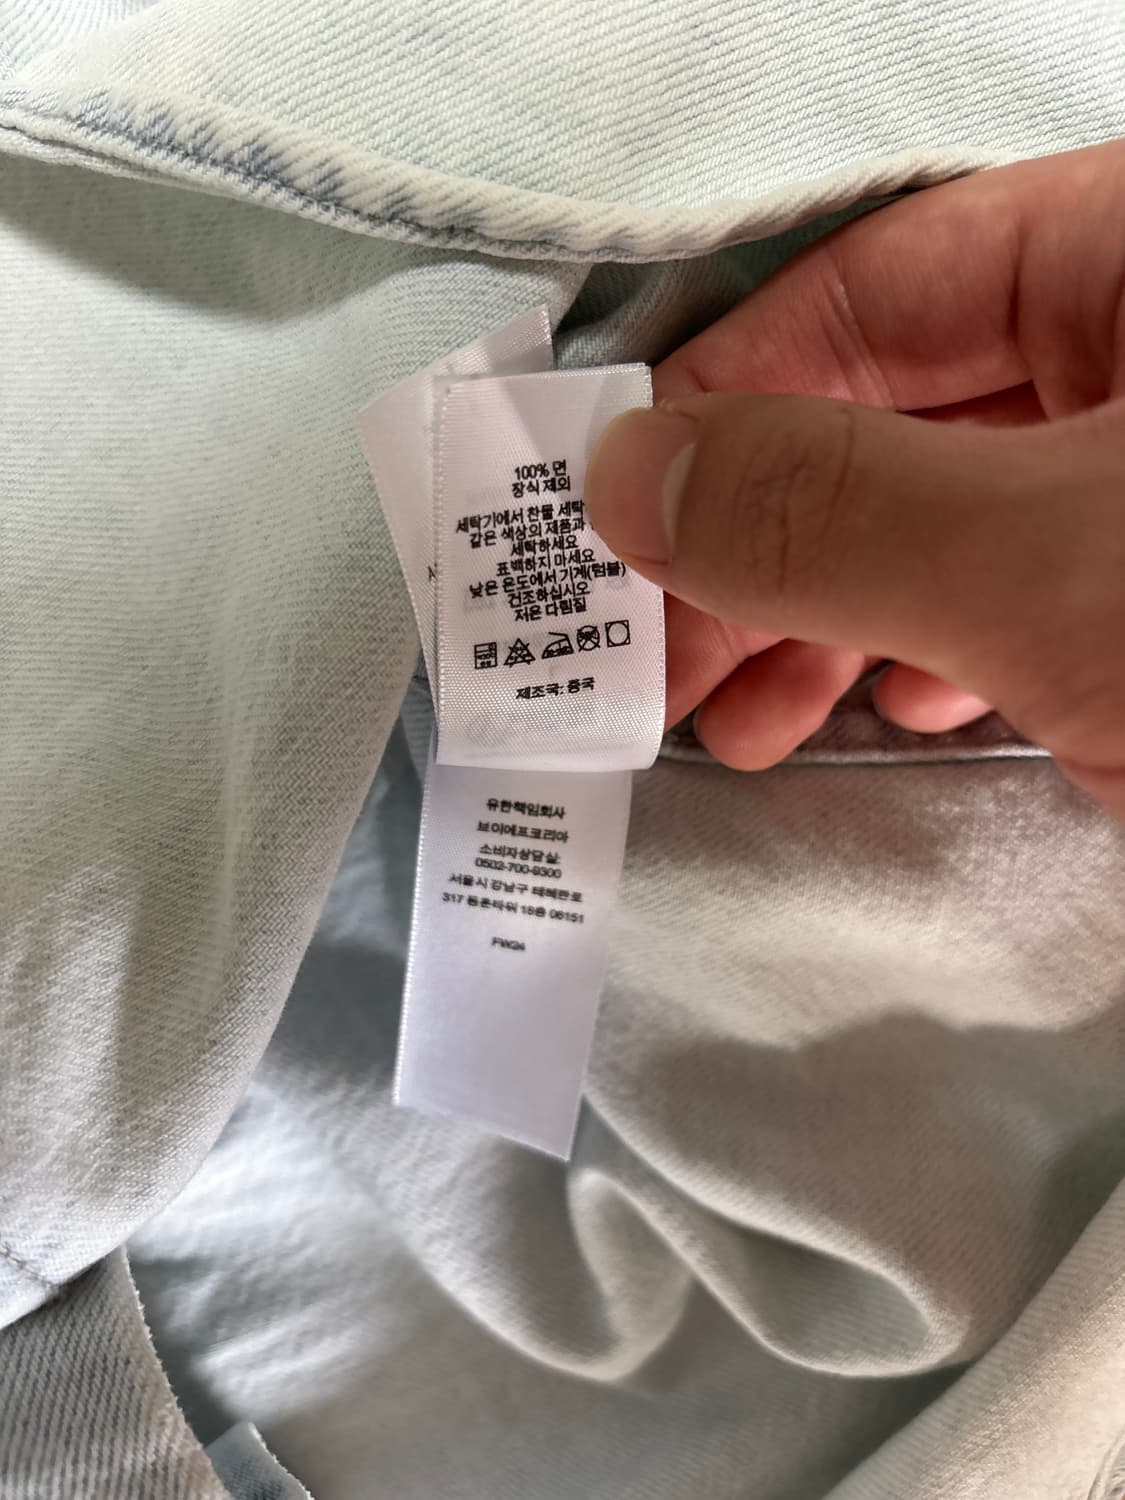 100% 면
장식 제외
세탁기에서 찬물 세탁
같은 색상의 제품과
세탁하세요
표백하지 마세요
낮은 온도에서 기계(텀블)
건조하십시오
저온 다림질
제조국: 중국
유한책임회사
브이에프코리아
소비자상담실:
0502-700-9300
서울시 강남구 테헤란로
317 동훈타워 18층 06151
FW24